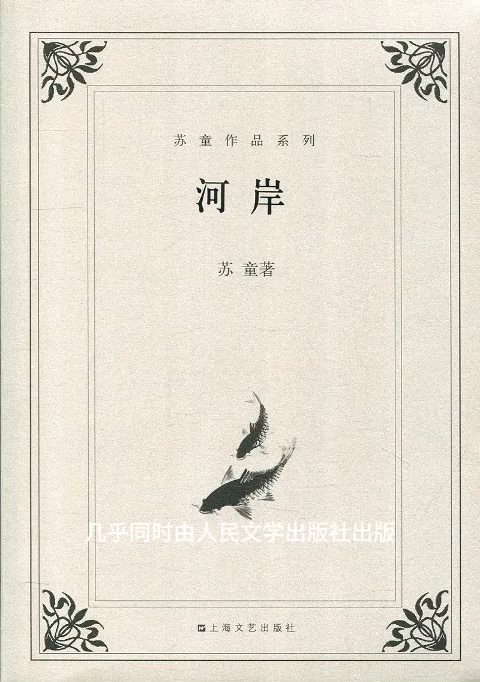 苏童作品系列
河岸
苏童著
几乎同时由人民文学出版社出版
上海文艺出版社